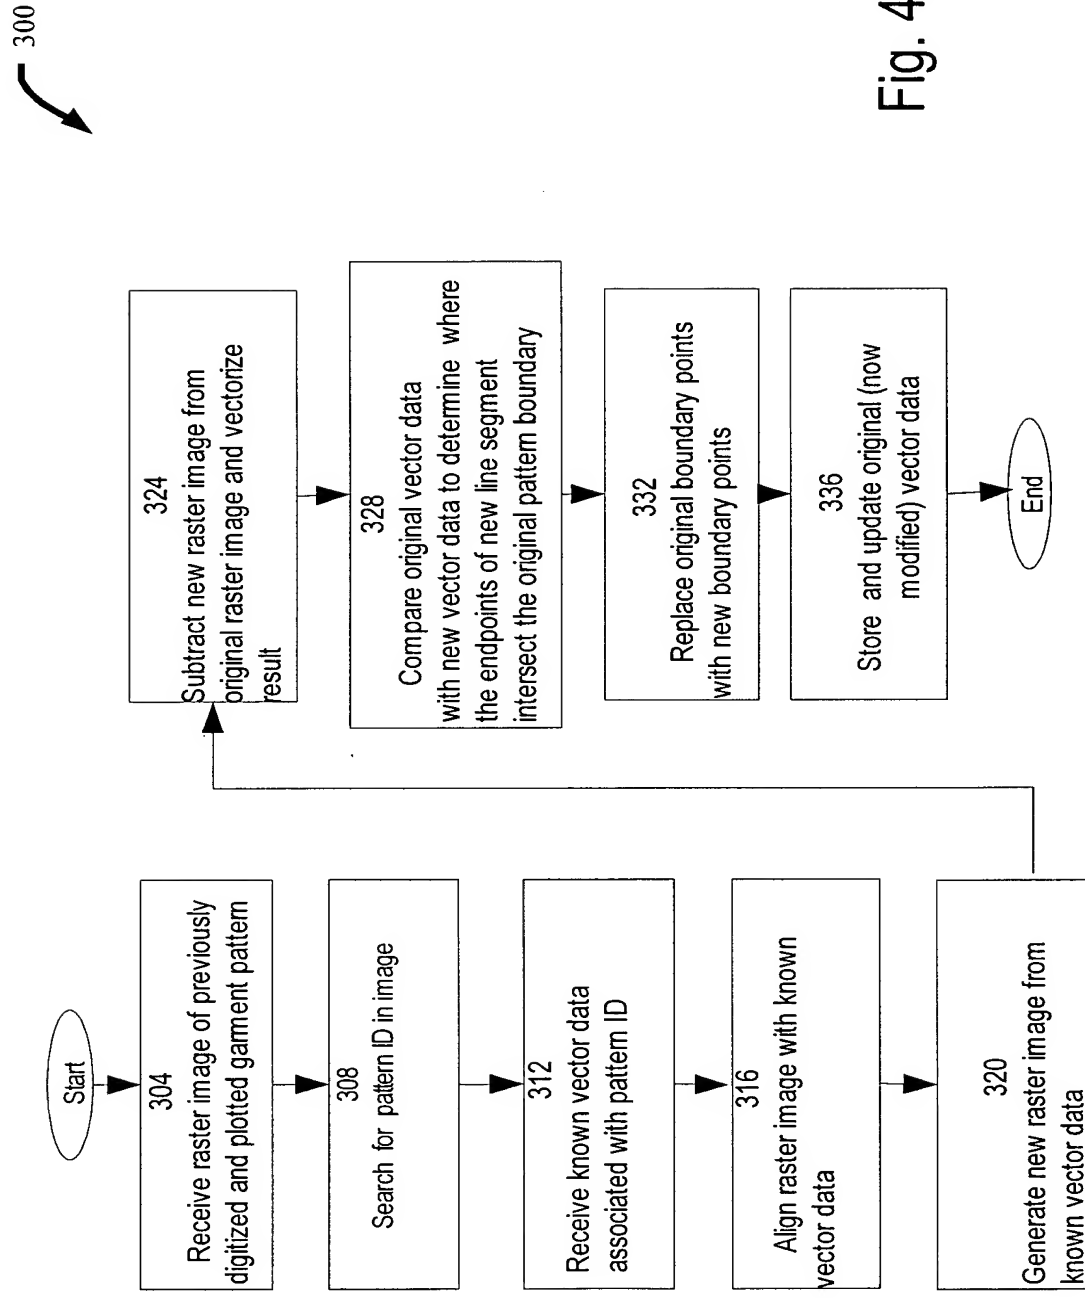 300
Start
304
Receive raster image of previously
digitized and plotted garment pattern
308
Search for pattern ID in image
312
Receive known vector data
associated with pattern ID
316
Align raster image with known
vector data
320
Generate new raster image from
known vector data
324
Subtract new raster image from
original raster image and vectorize
result
328
Compare original vector data
with new vector data to determine where
the endpoints of new line segment
intersect the original pattern boundary
332
Replace original boundary points
with new boundary points
336
Store and update original (now
modified) vector data
End
Fig. 4